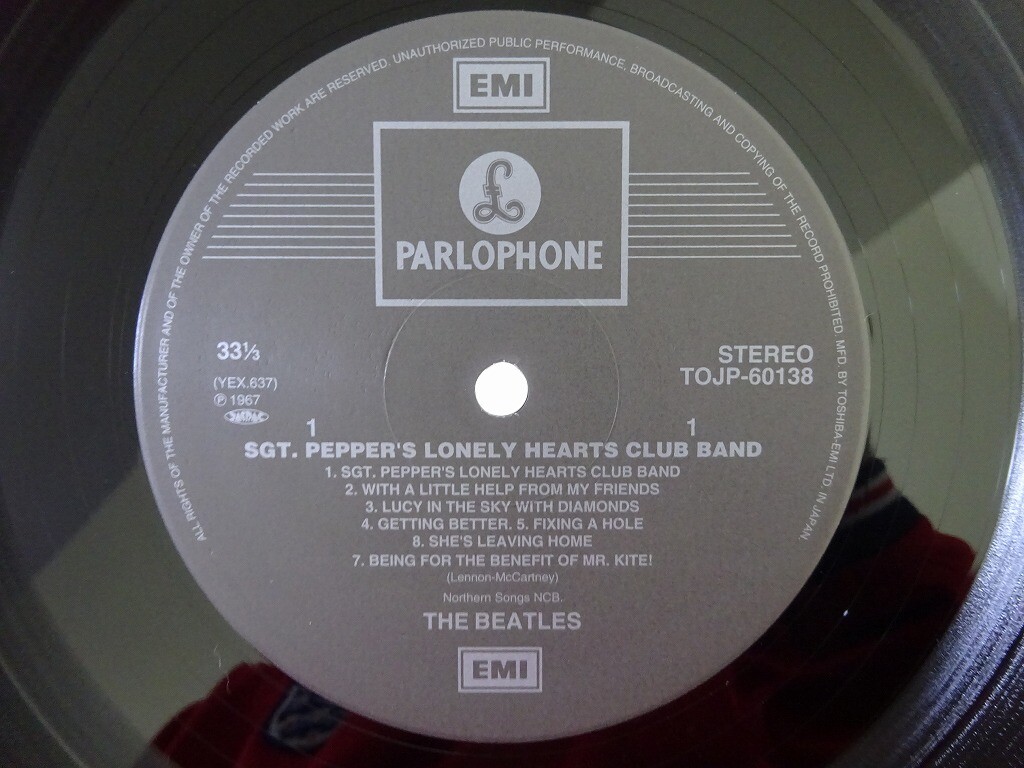 ALL RIGHTS OF THE MANUFACTURER AND OF THE OWNER OF THE RECORDED WORK ARE RESERVED. UNAUTHORIZED PUBLIC PERFORMANCE. BROADCASTING AND COPYING OF THE RECORD PROHIBITED. MFD. BY TOSHIBA-EMI LTD. IN JAPAN.
EMI
£
PARLOPHONE
33⅓
STEREO
TOJP-60138
(YEX.637)
Ⓟ 1967
JASRAC
1 1
SGT. PEPPER'S LONELY HEARTS CLUB BAND
1. SGT. PEPPER'S LONELY HEARTS CLUB BAND
2. WITH A LITTLE HELP FROM MY FRIENDS
3. LUCY IN THE SKY WITH DIAMONDS
4. GETTING BETTER. 5. FIXING A HOLE
8. SHE'S LEAVING HOME
7. BEING FOR THE BENEFIT OF MR. KITE!
(Lennon-McCartney)
Northern Songs NCB.
THE BEATLES
EMI